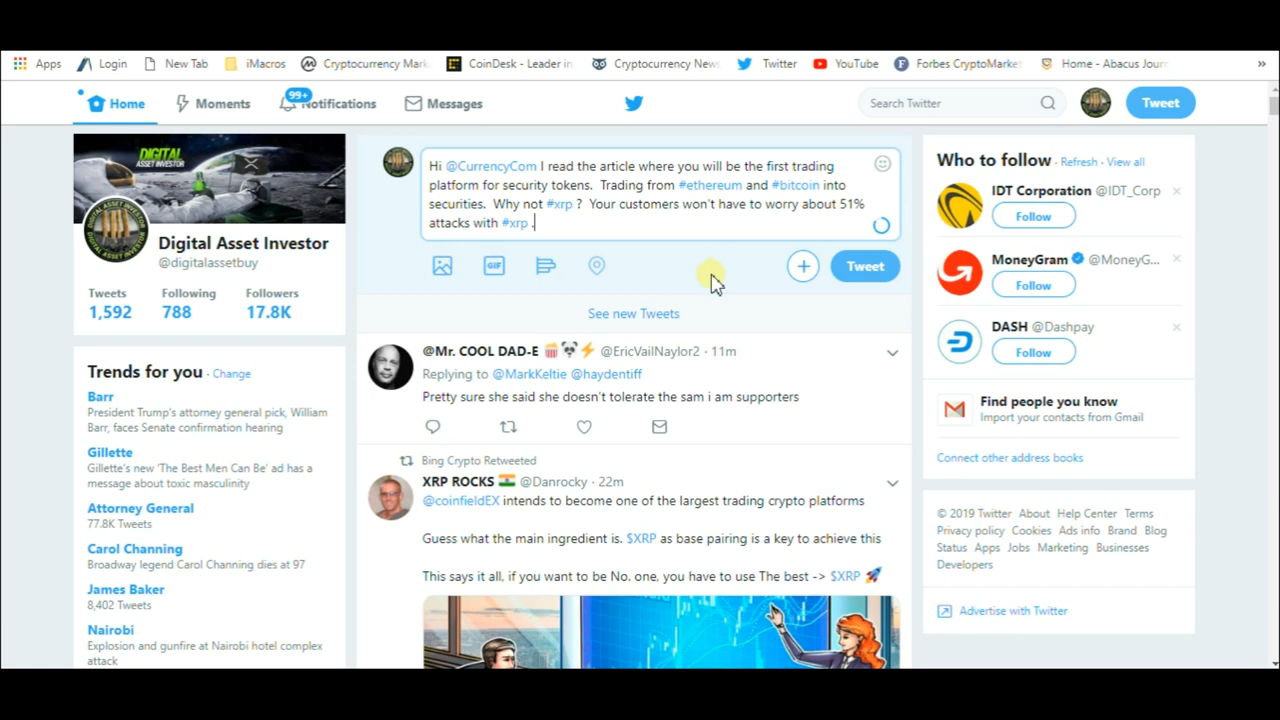 Apps
Login
New Tab
iMacros
Cryptocurrency Mark
CoinDesk - Leader in
Cryptocurrency News
Twitter
YouTube
Forbes CryptoMarket
Home - Abacus Journ
»
Home
Moments
99+
Notifications
Messages
Search Twitter
Tweet
DIGITAL
ASSET INVESTOR
Digital Asset Investor
@digitalassetbuy
Tweets Following Followers
1,592 788 17.8K
Trends for you · Change
Barr
President Trump's attorney general pick, William
Barr, faces Senate confirmation hearing
Gillette
Gillette's new 'The Best Men Can Be' ad has a
message about toxic masculinity
Attorney General
77.8K Tweets
Carol Channing
Broadway legend Carol Channing dies at 97
James Baker
8,402 Tweets
Nairobi
Explosion and gunfire at Nairobi hotel complex
attack
Hi @CurrencyCom I read the article where you will be the first trading
platform for security tokens.  Trading from #ethereum and #bitcoin into
securities.  Why not #xrp ?  Your customers won't have to worry about 51%
attacks with #xrp .
GIF
Tweet
See new Tweets
@Mr. COOL DAD-E 🍿🐼⚡ @EricVailNaylor2 · 11m
Replying to @MarkKeltie @haydentiff
Pretty sure she said she doesn't tolerate the sam i am supporters
Bing Crypto Retweeted
XRP ROCKS 🇮🇳 @Danrocky · 22m
@coinfieldEX intends to become one of the largest trading crypto platforms
Guess what the main ingredient is. $XRP as base pairing is a key to achieve this
This says it all, if you want to be No. one, you have to use The best -> $XRP 🚀
Who to follow · Refresh · View all
IDT Corporation @IDT_Corp
Follow
MoneyGram @MoneyG...
Follow
DASH @Dashpay
Follow
Find people you know
Import your contacts from Gmail
Connect other address books
© 2019 Twitter About Help Center Terms
Privacy policy Cookies Ads info Brand Blog
Status Apps Jobs Marketing Businesses
Developers
Advertise with Twitter